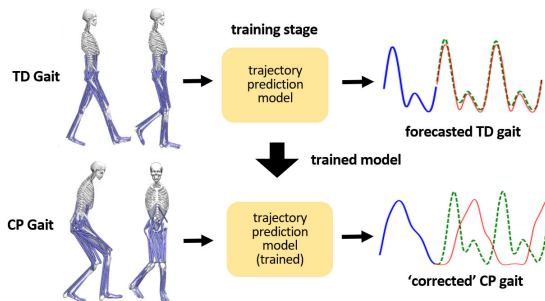 training stage
TD Gait
trajectory
prediction
model
forecasted TD gait
trained model
CP Gait
trajectory
prediction
model
(trained)
‘corrected’ CP gait